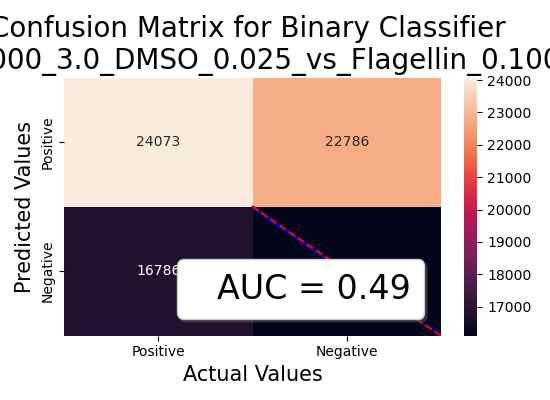 Confusion Matrix for Binary Classifier
000_3.0_DMSO_0.025_vs_Flagellin_0.100
24073
22786
16786
AUC = 0.49
Predicted Values
Positive
Negative
Positive
Negative
Actual Values
24000
23000
22000
21000
20000
19000
18000
17000